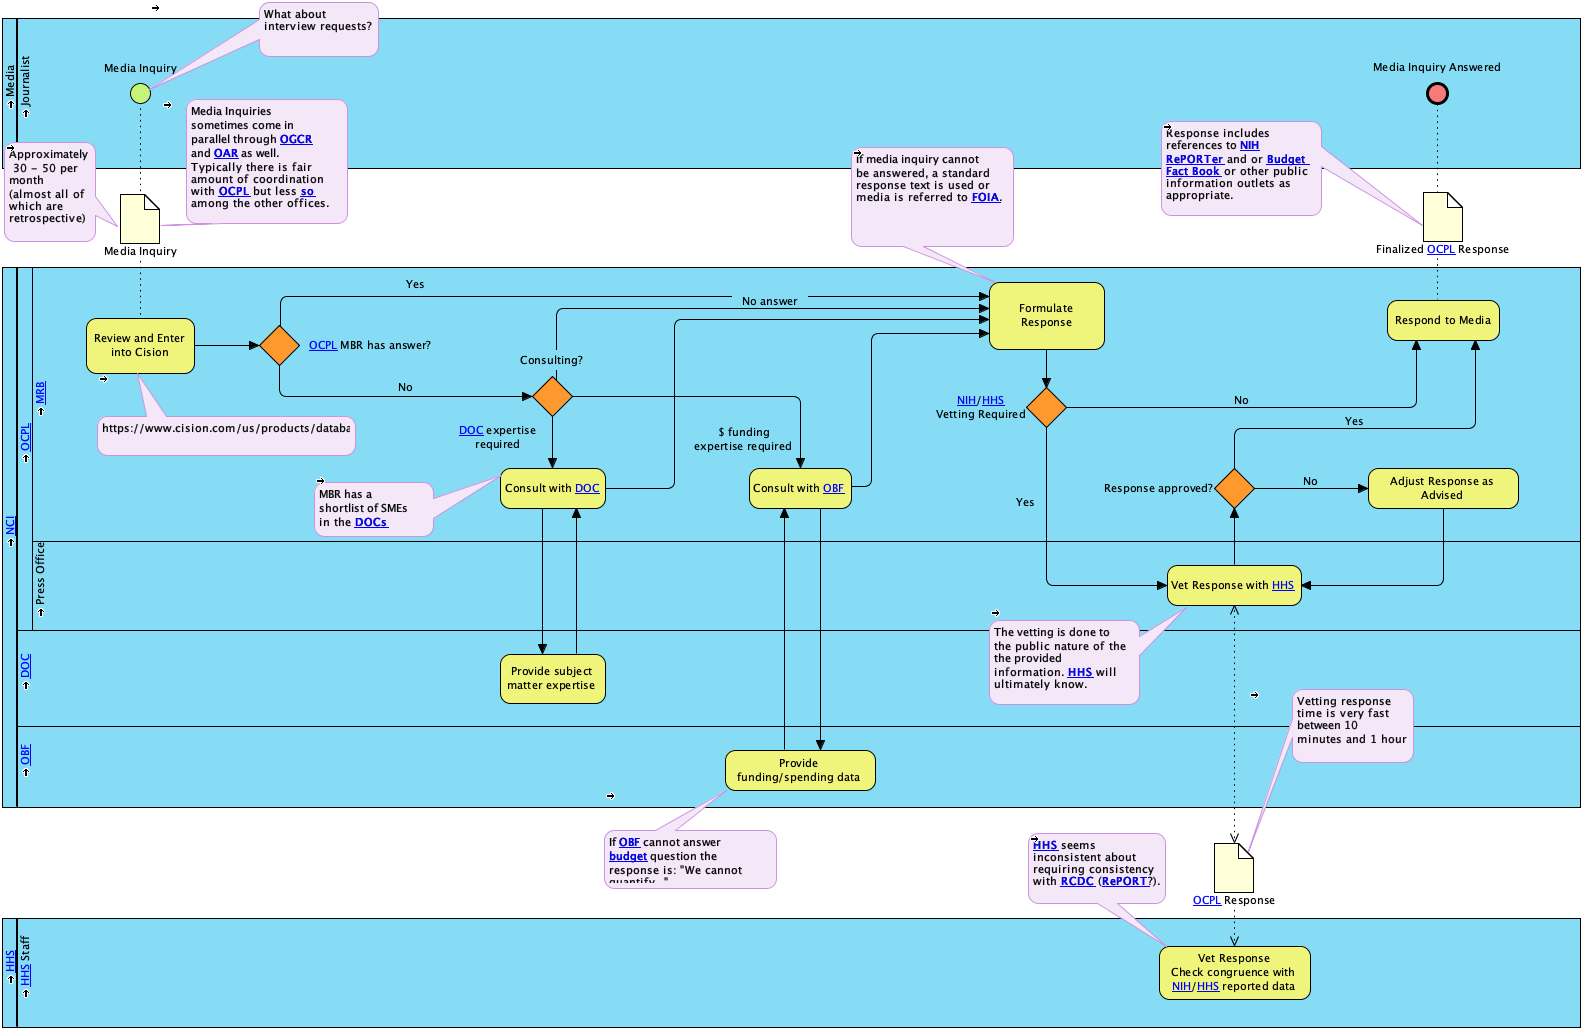 What about
interview requests?
Media
Journalist
Media Inquiry
Media Inquiry Answered
Media Inquiries
sometimes come in
parallel through OGCR
and OAR as well.
Typically there is fair
amount of coordination
with OCPL but less so
among the other offices.
Approximately
30 - 50 per
month
(almost all of
which are
retrospective)
Media Inquiry
If media inquiry cannot
be answered, a standard
response text is used or
media is referred to FOIA.
Response includes
references to NIH
RePORTer and or Budget
Fact Book or other public
information outlets as
appropriate.
Finalized OCPL Response
NCI
OCPL
MRB
Press Office
DOC
OBF
Review and Enter
into Cision
https://www.cision.com/us/products/databa
OCPL MBR has answer?
Yes
No
No answer
Consulting?
DOC expertise
required
$ funding
expertise required
Consult with DOC
MBR has a
shortlist of SMEs
in the DOCs
Consult with OBF
Formulate
Response
NIH/HHS
Vetting Required
No
Yes
Respond to Media
Yes
Response approved?
No
Adjust Response as
Advised
Vet Response with HHS
The vetting is done to
the public nature of the
the provided
information. HHS will
ultimately know.
Provide subject
matter expertise
Provide
funding/spending data
Vetting response
time is very fast
between 10
minutes and 1 hour
If OBF cannot answer
budget question the
response is: "We cannot
quantify..."
HHS seems
inconsistent about
requiring consistency
with RCDC (RePORT?).
OCPL Response
HHS
HHS Staff
Vet Response
Check congruence with
NIH/HHS reported data